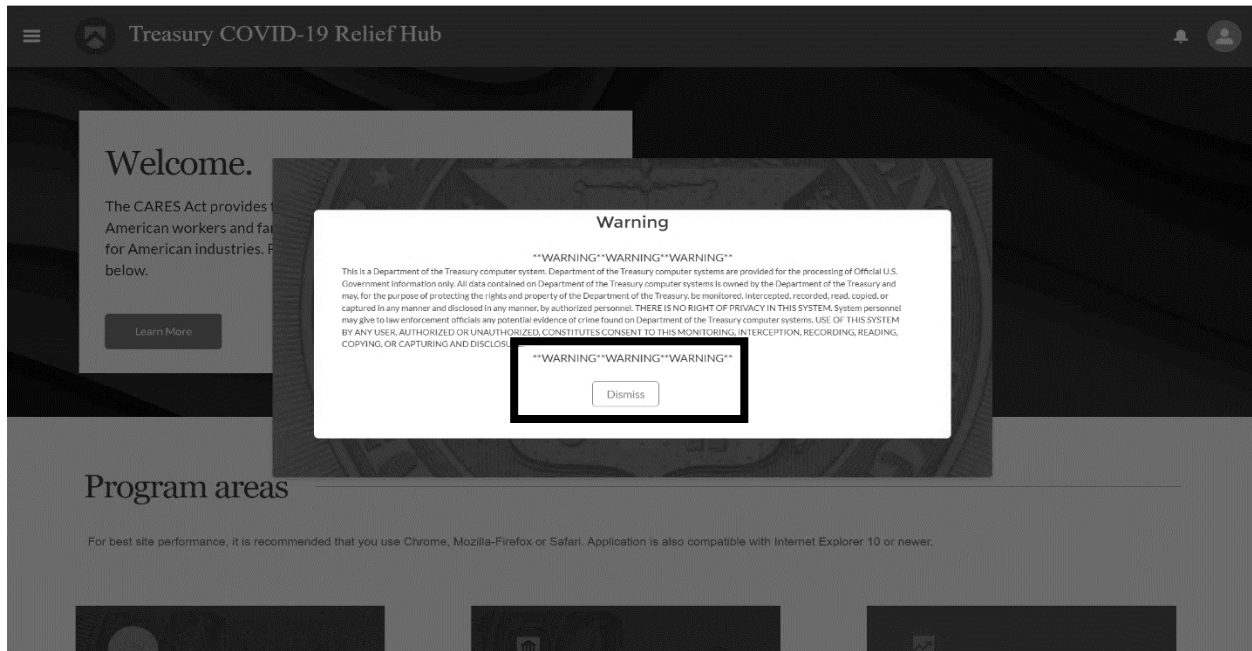 Treasury COVID-19 Relief Hub
Welcome.
The CARES Act provides
American workers and
for American industries.
below.
Learn More
Warning
**WARNING**WARNING**WARNING**
This is a Department of the Treasury computer system. Department of the Treasury computer systems are provided for the processing of Official U.S.
Government information only. All data contained on Department of the Treasury computer systems is owned by the Department of the Treasury and
may, for the purpose of protecting the rights and property of the Department of the Treasury, be monitored, intercepted, recorded, read, copied, or
captured in any manner and disclosed in any manner, by authorized personnel. THERE IS NO RIGHT OF PRIVACY IN THIS SYSTEM. System personnel
may give to law enforcement officials any potential evidence of crime found on Department of the Treasury computer systems. USE OF THIS SYSTEM
BY ANY USER, AUTHORIZED OR UNAUTHORIZED, CONSTITUTES CONSENT TO THIS MONITORING, INTERCEPTION, RECORDING, READING,
COPYING, OR CAPTURING AND
**WARNING**WARNING**WARNING**
Dismiss
Program areas
For best site performance, it is recommended that you use Chrome, Mozilla-Firefox or Safari. Application is also compatible with Internet Explorer 10 or newer.